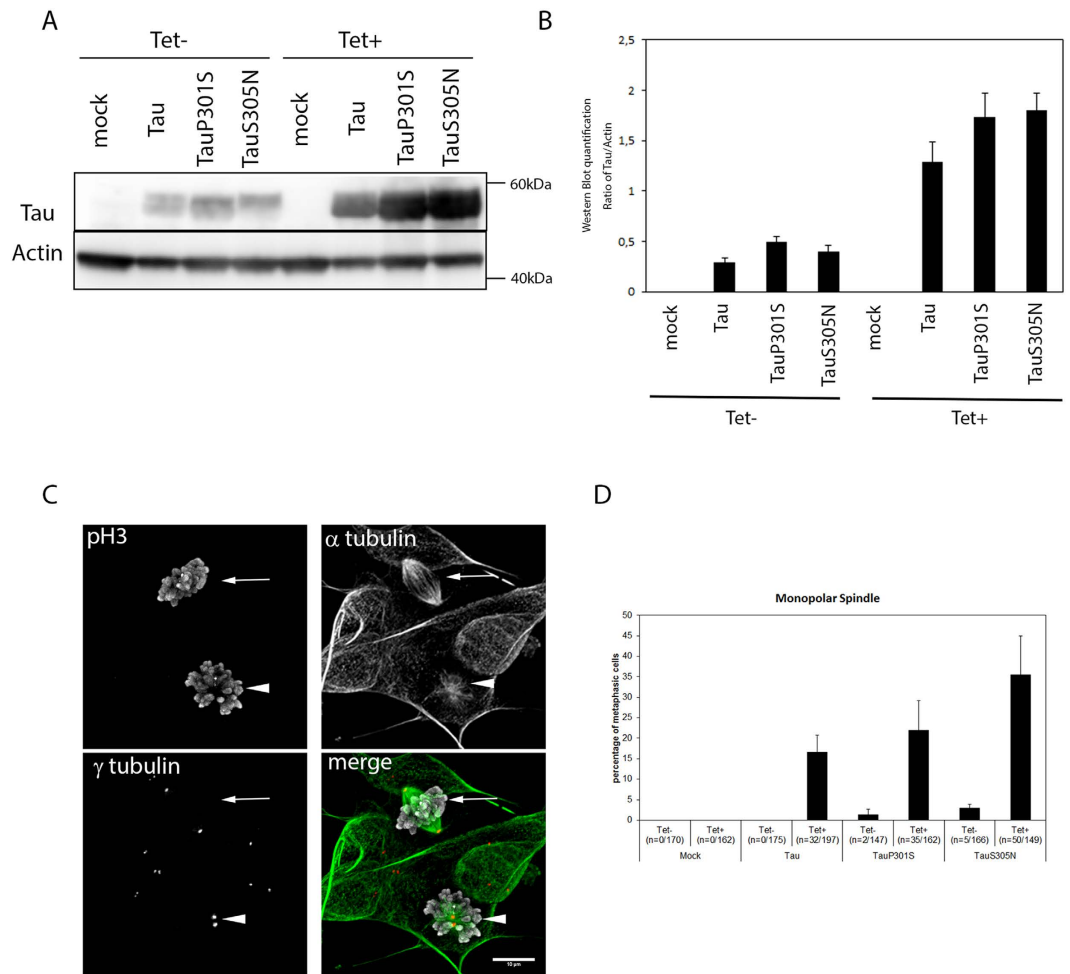 A
Tet-
Tet+
mock
Tau
TauP301S
TauS305N
mock
Tau
TauP301S
TauS305N
Tau
60kDa
Actin
40kDa
B
Western Blot quantification
Ratio of Tau/Actin
2,5
2
1,5
1
0,5
0
mock
Tau
TauP301S
TauS305N
mock
Tau
TauP301S
TauS305N
Tet-
Tet+
C
pH3
α tubulin
γ tubulin
merge
10 µm
D
Monopolar Spindle
percentage of metaphasic cells
50
45
40
35
30
25
20
15
10
5
0
Tet- Tet+ Tet- Tet+ Tet- Tet+ Tet- Tet+
(n=0/170) (n=0/162) (n=0/175) (n=32/197) (n=2/147) (n=35/162) (n=5/166) (n=50/149)
Mock Tau TauP301S TauS305N